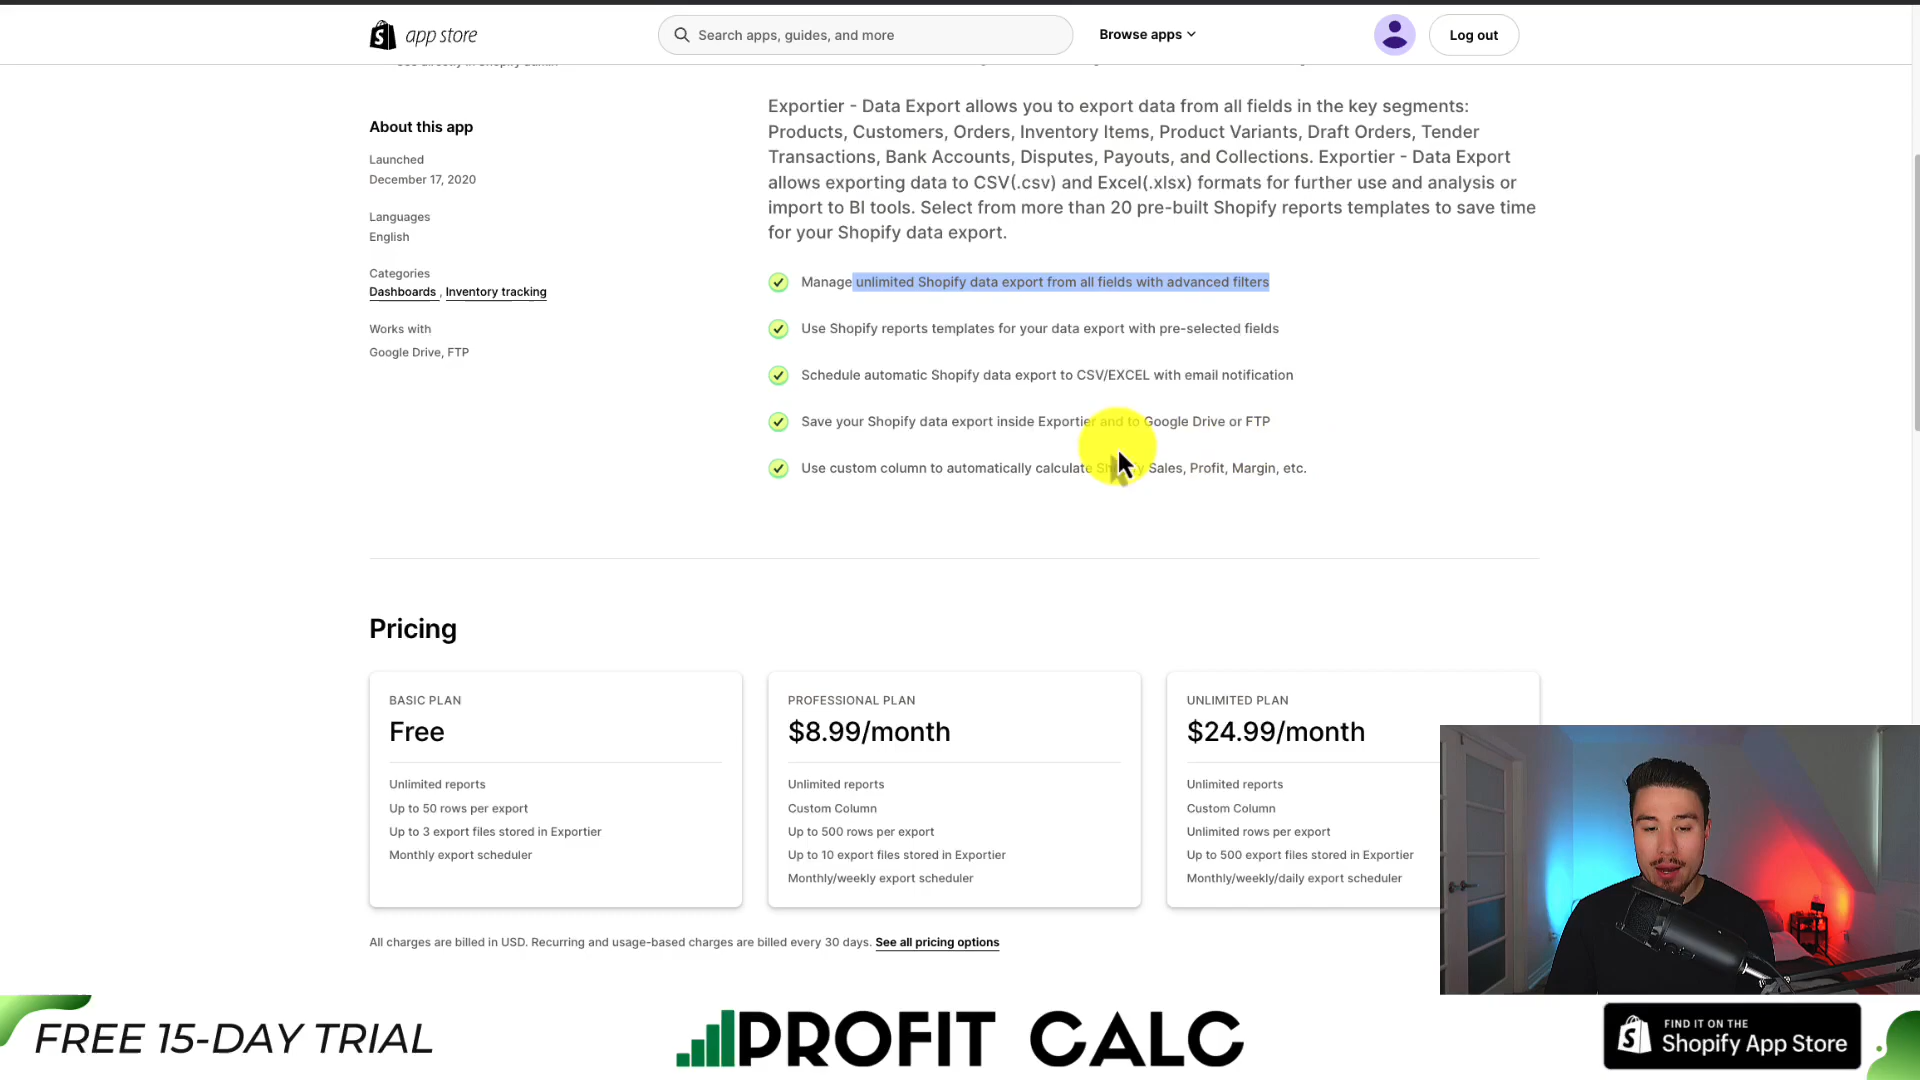 app store
Search apps, guides, and more
Browse apps
Log out
About this app
Launched
December 17, 2020
Languages
English
Categories
Dashboards , Inventory tracking
Works with
Google Drive, FTP
Exportier - Data Export allows you to export data from all fields in the key segments:
Products, Customers, Orders, Inventory Items, Product Variants, Draft Orders, Tender
Transactions, Bank Accounts, Disputes, Payouts, and Collections. Exportier - Data Export
allows exporting data to CSV(.csv) and Excel(.xlsx) formats for further use and analysis or
import to BI tools. Select from more than 20 pre-built Shopify reports templates to save time
for your Shopify data export.
Manage unlimited Shopify data export from all fields with advanced filters
Use Shopify reports templates for your data export with pre-selected fields
Schedule automatic Shopify data export to CSV/EXCEL with email notification
Save your Shopify data export inside Exportier and to Google Drive or FTP
Use custom column to automatically calculate Shopify Sales, Profit, Margin, etc.
Pricing
BASIC PLAN
Free
Unlimited reports
Up to 50 rows per export
Up to 3 export files stored in Exportier
Monthly export scheduler
PROFESSIONAL PLAN
$8.99/month
Unlimited reports
Custom Column
Up to 500 rows per export
Up to 10 export files stored in Exportier
Monthly/weekly export scheduler
UNLIMITED PLAN
$24.99/month
Unlimited reports
Custom Column
Unlimited rows per export
Up to 500 export files stored in Exportier
Monthly/weekly/daily export scheduler
All charges are billed in USD. Recurring and usage-based charges are billed every 30 days. See all pricing options
FREE 15-DAY TRIAL
PROFIT CALC
FIND IT ON THE
Shopify App Store